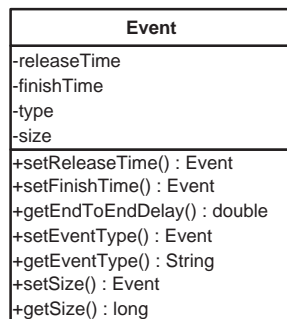 Event
-releaseTime
-finishTime
-type
-size
+setReleaseTime() : Event
+setFinishTime() : Event
+getEndToEndDelay() : double
+setEventType() : Event
+getEventType() : String
+setSize() : Event
+getSize() : long